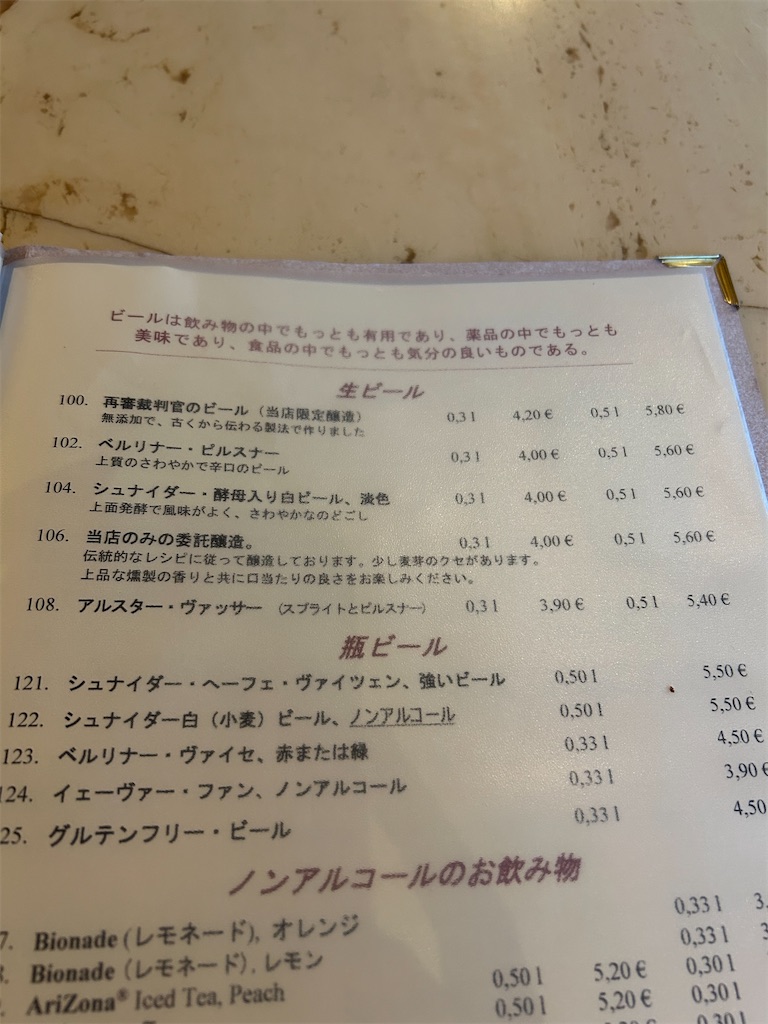 ビールは飲み物の中でもっとも有用であり、薬品の中でもっとも
美味であり、食品の中でもっとも気分の良いものである。
生ビール
100. 再審裁判官のビール（当店限定醸造） 0,3 l 4,20 € 0,5 l 5,80 €
無添加で、古くから伝わる製法で作りました
102. ベルリナー・ピルスナー 0,3 l 4,00 € 0,5 l 5,60 €
上質のさわやかで辛口のビール
104. シュナイダー・酵母入り白ビール、淡色 0,3 l 4,00 € 0,5 l 5,60 €
上面発酵で風味がよく、さわやかなのどごし
106. 当店のみの委託醸造。 0,3 l 4,00 € 0,5 l 5,60 €
伝統的なレシピに従って醸造しております。少し麦芽のクセがあります。
上品な燻製の香りと共に口当たりの良さをお楽しみください。
108. アルスター・ヴァッサー （スプライトとピルスナー） 0,3 l 3,90 € 0,5 l 5,40 €
瓶ビール
121. シュナイダー・ヘーフェ・ヴァイツェン、強いビール 0,50 l 5,50 €
122. シュナイダー白（小麦）ビール、ノンアルコール 0,50 l 5,50 €
123. ベルリナー・ヴァイセ、赤または緑 0,33 l 4,50 €
124. イェーヴァー・ファン、ノンアルコール 0,33 l 3,90 €
25. グルテンフリー・ビール 0,33 l 4,50
ノンアルコールのお飲み物
7. Bionade (レモネード), オレンジ 0,33 l 3,
Bionade (レモネード), レモン 0,33 l
AriZona® Iced Tea, Peach 0,50 l 5,20 € 0,30 l
0,50 l 5,20 € 0,30 l